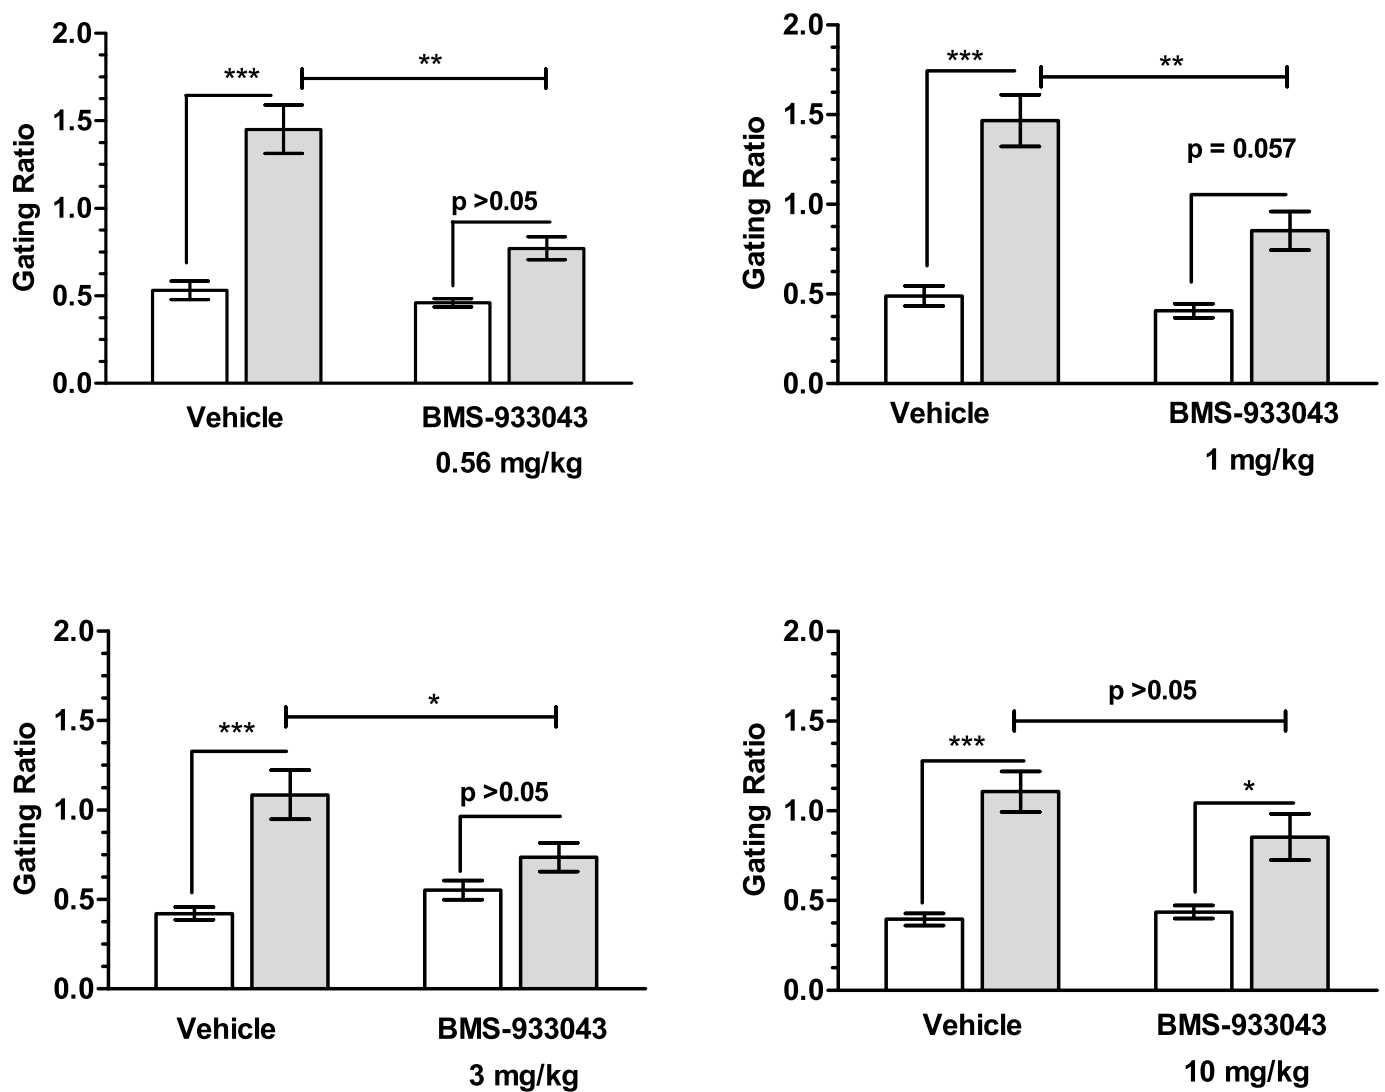 2.0
1.5
1.0
0.5
0.0
Gating Ratio
***
**
p >0.05
Vehicle
BMS-933043
0.56 mg/kg
2.0
1.5
1.0
0.5
0.0
Gating Ratio
***
**
p = 0.057
Vehicle
BMS-933043
1 mg/kg
2.0
1.5
1.0
0.5
0.0
Gating Ratio
***
*
p >0.05
Vehicle
BMS-933043
3 mg/kg
2.0
1.5
1.0
0.5
0.0
Gating Ratio
p >0.05
***
*
Vehicle
BMS-933043
10 mg/kg